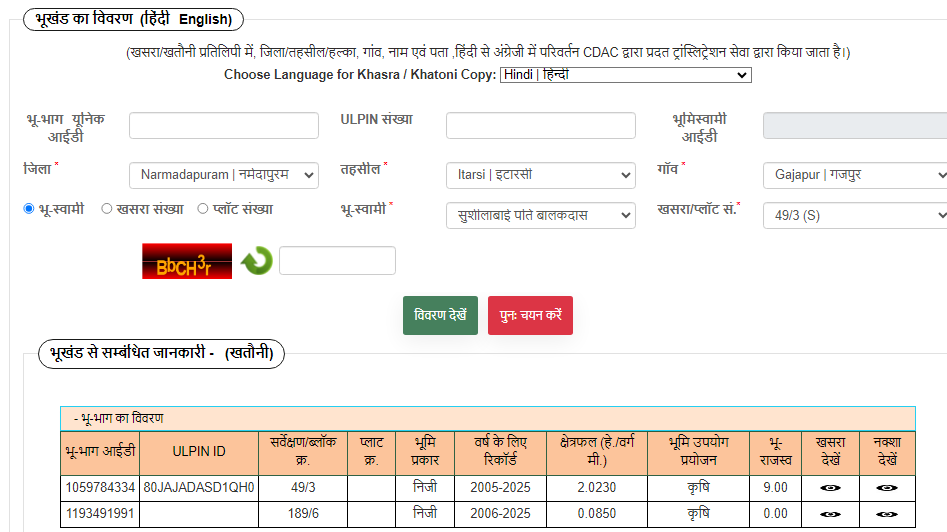 भूखंड का विवरण (हिंदी English)
(खसरा/खतौनी प्रतिलिपी में, जिला/तहसील/हल्का, गांव, नाम एवं पता ,हिंदी से अंग्रेजी में परिवर्तन CDAC द्वारा प्रदत ट्रांस्लिट्रेशन सेवा द्वारा किया जाता है।)
Choose Language for Khasra / Khatoni Copy: Hindi | हिन्दी
भू-भाग यूनिक आईडी ULPIN संख्या भूमिस्वामी आईडी
जिला * Narmadapuram | नर्मदापुरम तहसील * Itarsi | इटारसी गाँव * Gajapur | गजपुर
भू-स्वामी खसरा संख्या प्लॉट संख्या भू-स्वामी * सुशीलाबाई पति बालकदास खसरा/प्लॉट सं.* 49/3 (S)
BbCH3r
विवरण देखें पुनः चयन करें
भूखंड से सम्बंधित जानकारी - (खतौनी)
- भू-भाग का विवरण
भू-भाग आईडी ULPIN ID सर्वेक्षण/ब्लॉक क्र. प्लाट क्र. भूमि प्रकार वर्ष के लिए रिकॉर्ड क्षेत्रफल (हे./वर्ग मी.) भूमि उपयोग प्रयोजन भू-राजस्व खसरा देखें नक्शा देखें
1059784334 80JAJADASD1QH0 49/3 निजी 2005-2025 2.0230 कृषि 9.00
1193491991 189/6 निजी 2006-2025 0.0850 कृषि 0.00